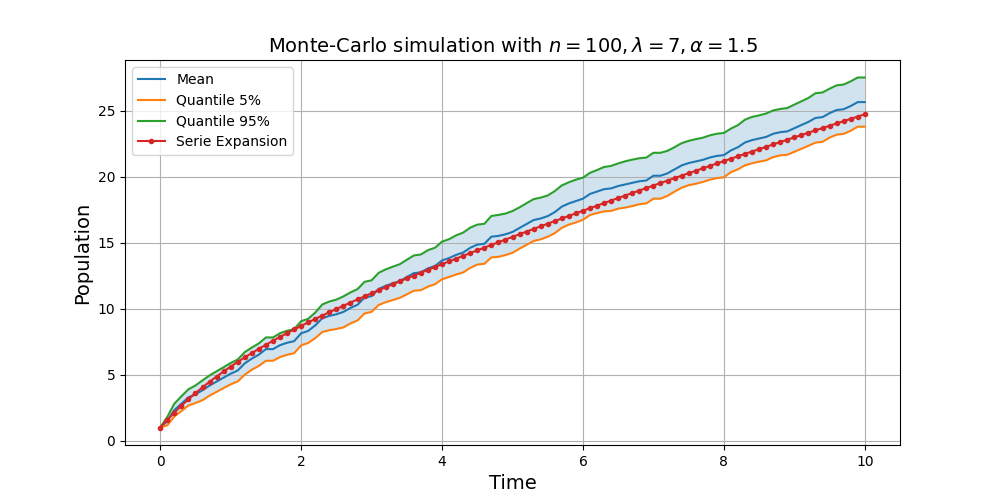 Monte-Carlo simulation with n = 100, λ = 7, α = 1.5
Mean
Quantile 5%
Quantile 95%
Serie Expansion
Population
25
20
15
10
5
0
0 2 4 6 8 10
Time